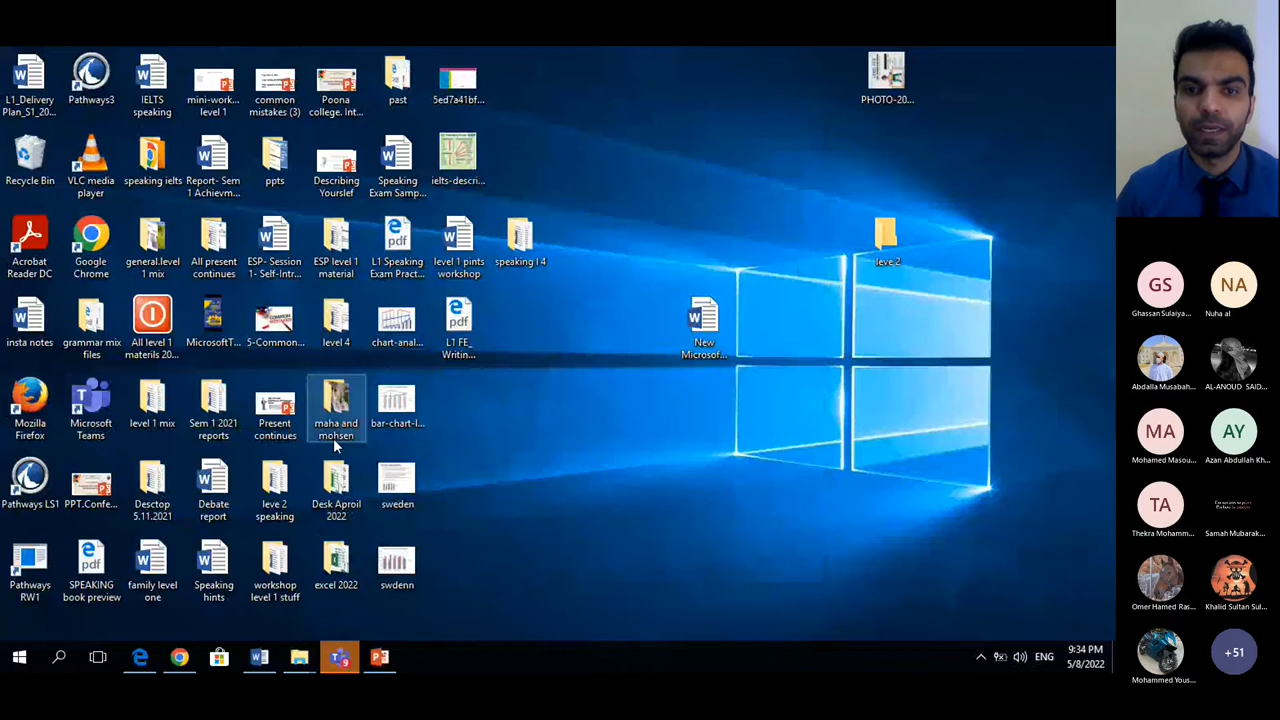 L1_Delivery
Plan_S1_20...
Pathways3
IELTS
speaking
mini-work...
level 1
common
mistakes (3)
Poona
college. Int...
past
5ed7a41bf...
PHOTO-20...
Recycle Bin
VLC media
player
speaking ielts
Report- Sem
1 Achievm...
ppts
Describing
Yourslef
Speaking
Exam Samp...
ielts-descri...
Acrobat
Reader DC
Google
Chrome
general.level
1 mix
All present
continues
ESP- Session
1- Self-Intr...
ESP level 1
material
L1 Speaking
Exam Pract...
level 1 pints
workshop
speaking l 4
leve 2
insta notes
grammar mix
files
All level 1
materils 20...
MicrosoftT...
5-Common...
level 4
chart-anal...
L1 FE_
Writin...
New
Microsof...
Mozilla
Firefox
Microsoft
Teams
level 1 mix
Sem 1 2021
reports
Present
continues
maha and
mohsen
bar-chart-I...
Pathways LS1
PPT.Confe...
Desctop
5.11.2021
Debate
report
leve 2
speaking
Desk Aproil
2022
sweden
Pathways
RW1
SPEAKING
book preview
family level
one
Speaking
hints
workshop
level 1 stuff
excel 2022
swdenn
ENG
9:34 PM
5/8/2022
GS
Ghassan Sulaiya...
NA
Nuha al
Abdalla Musabah...
AL-ANOUD SAID...
MA
Mohamed Masou...
AY
Azan Abdullah Kh...
TA
Thekra Mohamm...
Samah Mubarak...
Omer Hamed Ras...
Khalid Sultan Sul...
Mohammed Yous...
+51